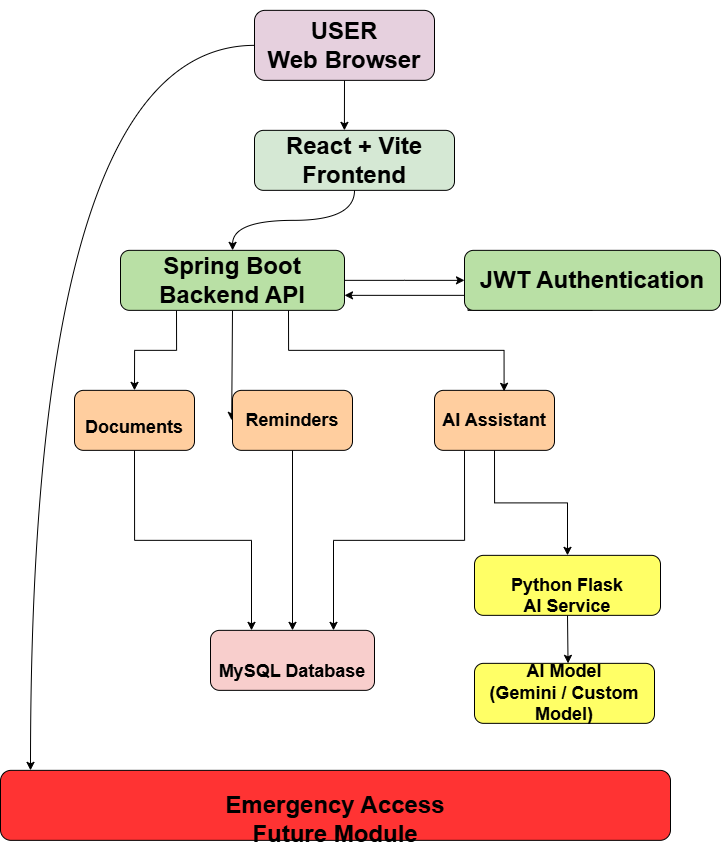 USER
Web Browser
React + Vite
Frontend
Spring Boot
Backend API
JWT Authentication
Documents
Reminders
AI Assistant
Python Flask
AI Service
MySQL Database
AI Model
(Gemini / Custom
Model)
Emergency Access
Future Module